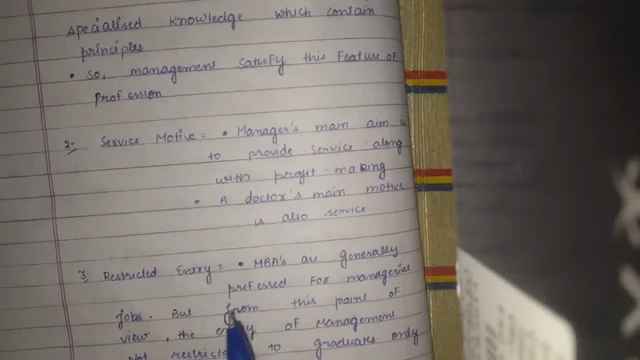 specialised knowledge which contain
principles
• so, management satisfy this Feature of
Profession
2. Service Motive = • Manager's main aim is
to provide service along
with profit-making
• A doctor's main motive
is also service
3. Restricted Entry = • MBA's are generally
preffered For managerial
Jobs. But from this point of
view, the of Management
Not to graduates only